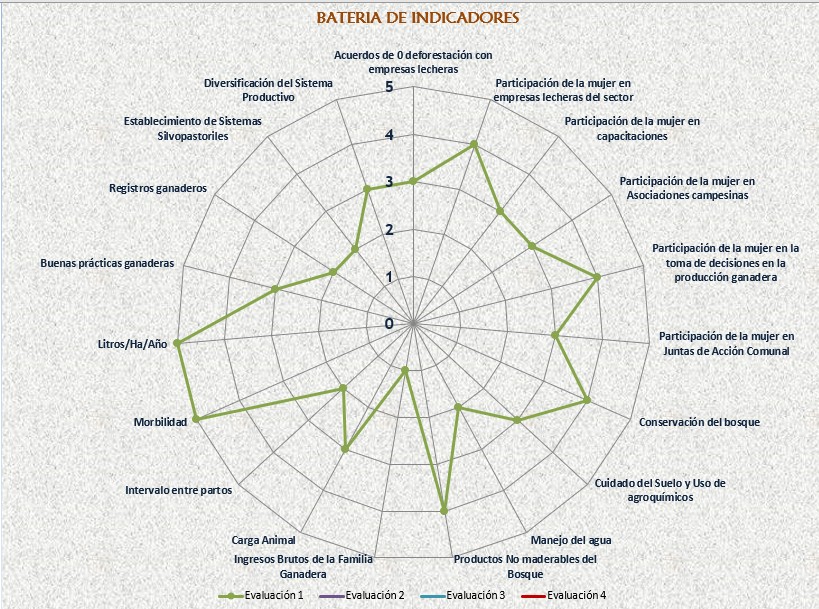 BATERIA DE INDICADORES
Acuerdos de 0 deforestación con
empresas lecheras
Participación de la mujer en
empresas lecheras del sector
Participación de la mujer en
capacitaciones
Participación de la mujer en
Asociaciones campesinas
Participación de la mujer en la
toma de decisiones en la
producción ganadera
Participación de la mujer en
Juntas de Acción Comunal
Conservación del bosque
Cuidado del Suelo y Uso de
agroquímicos
Manejo del agua
Productos No maderables del
Bosque
Ingresos Brutos de la Familia
Ganadera
Carga Animal
Intervalo entre partos
Morbilidad
Litros/Ha/Año
Buenas prácticas ganaderas
Registros ganaderos
Establecimiento de Sistemas
Silvopastoriles
Diversificación del Sistema
Productivo
5
4
3
2
1
0
Evaluación 1
Evaluación 2
Evaluación 3
Evaluación 4